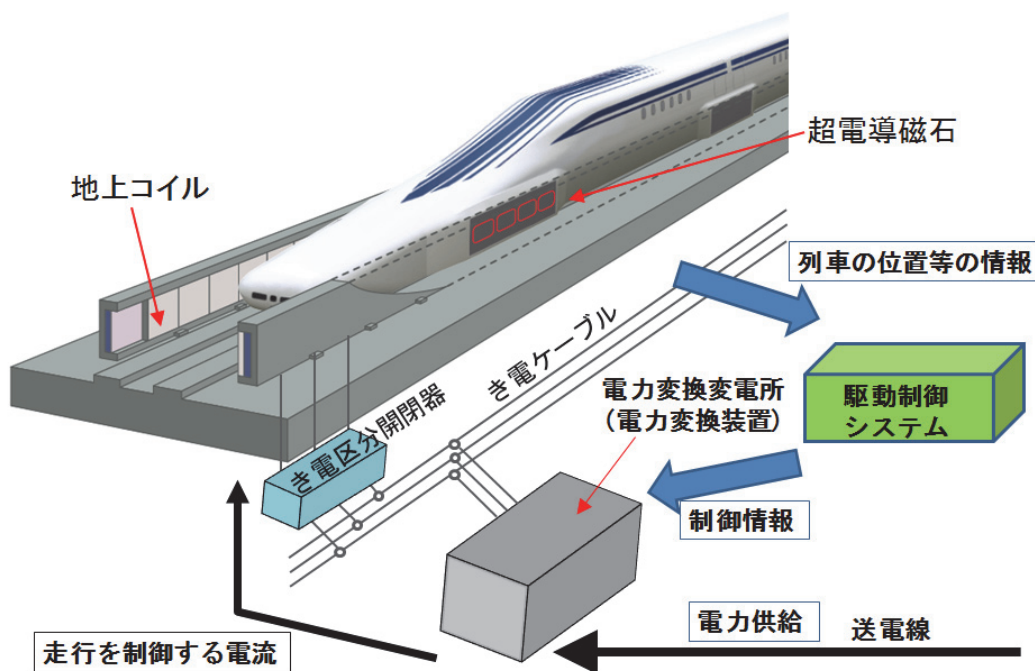 超電導磁石
地上コイル
列車の位置等の情報
き電ケーブル
電力変換変電所
（電力変換装置）
駆動制御
システム
き電区分開閉器
制御情報
電力供給
送電線
走行を制御する電流